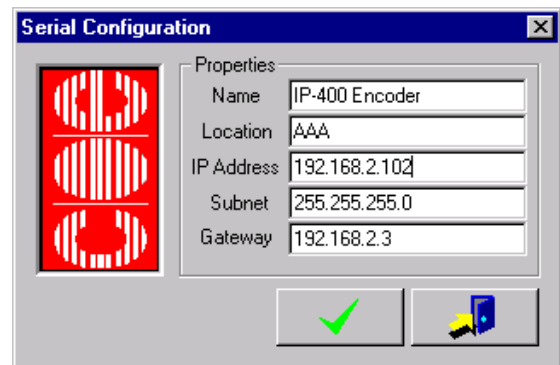 Serial Configuration
Properties
Name IP-400 Encoder
Location AAA
IP Address 192.168.2.102
Subnet 255.255.255.0
Gateway 192.168.2.3